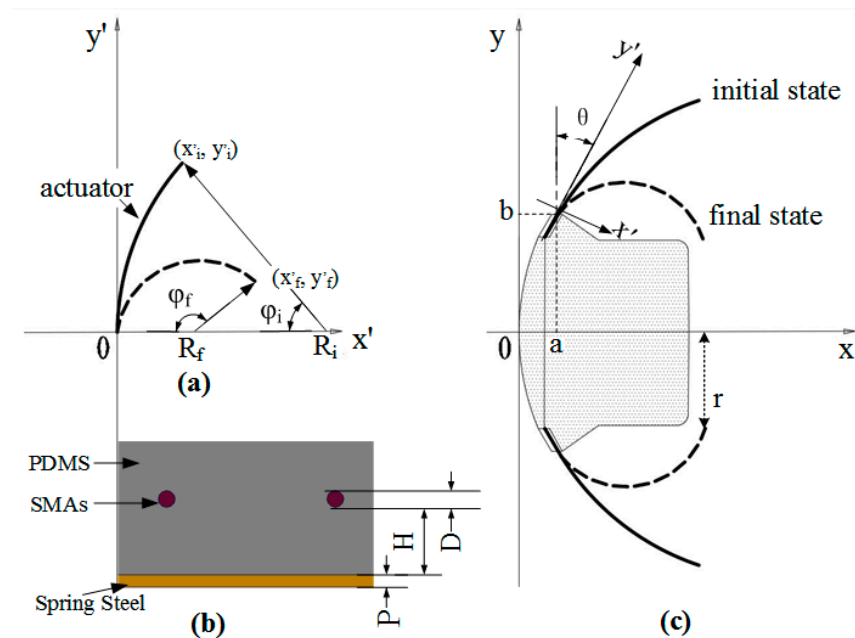 y'
(x'i, y'i)
actuator
(x'f, y'f)
φf
φi
0
Rf
Ri
x'
(a)
PDMS
SMAs
H
D
Spring Steel
P
(b)
y
y'
θ
initial state
b
x'
final state
0
a
x
r
(c)